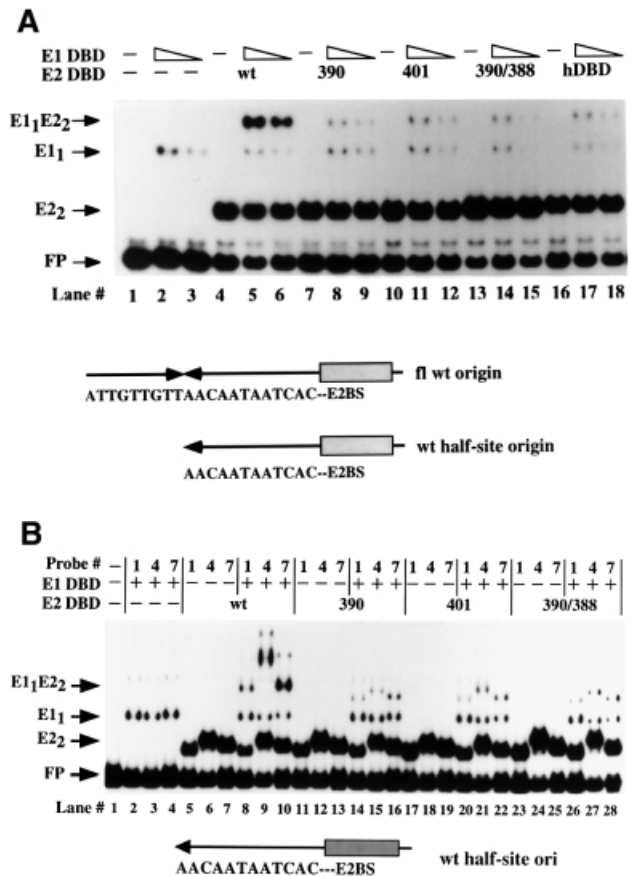 A
E1 DBD – – – – – –
E2 DBD – – – wt 390 401 390/388 hDBD
E1₁E2₂
E1₁
E2₂
FP
Lane # 1 2 3 4 5 6 7 8 9 10 11 12 13 14 15 16 17 18
fl wt origin
ATTGTTGTTAACAATAATCAC--E2BS
wt half-site origin
AACAATAATCAC--E2BS
B
Probe # – 1 4 7 1 4 7 1 4 7 1 4 7 1 4 7 1 4 7 1 4 7 1 4 7 1 4 7
E1 DBD – + + + – – – + + + – – – + + + – – – + + + – – – + + +
E2 DBD – – – – wt 390 401 390/388
E1₁E2₂
E1₁
E2₂
FP
Lane # 1 2 3 4 5 6 7 8 9 10 11 12 13 14 15 16 17 18 19 20 21 22 23 24 25 26 27 28
wt half-site ori
AACAATAATCAC---E2BS